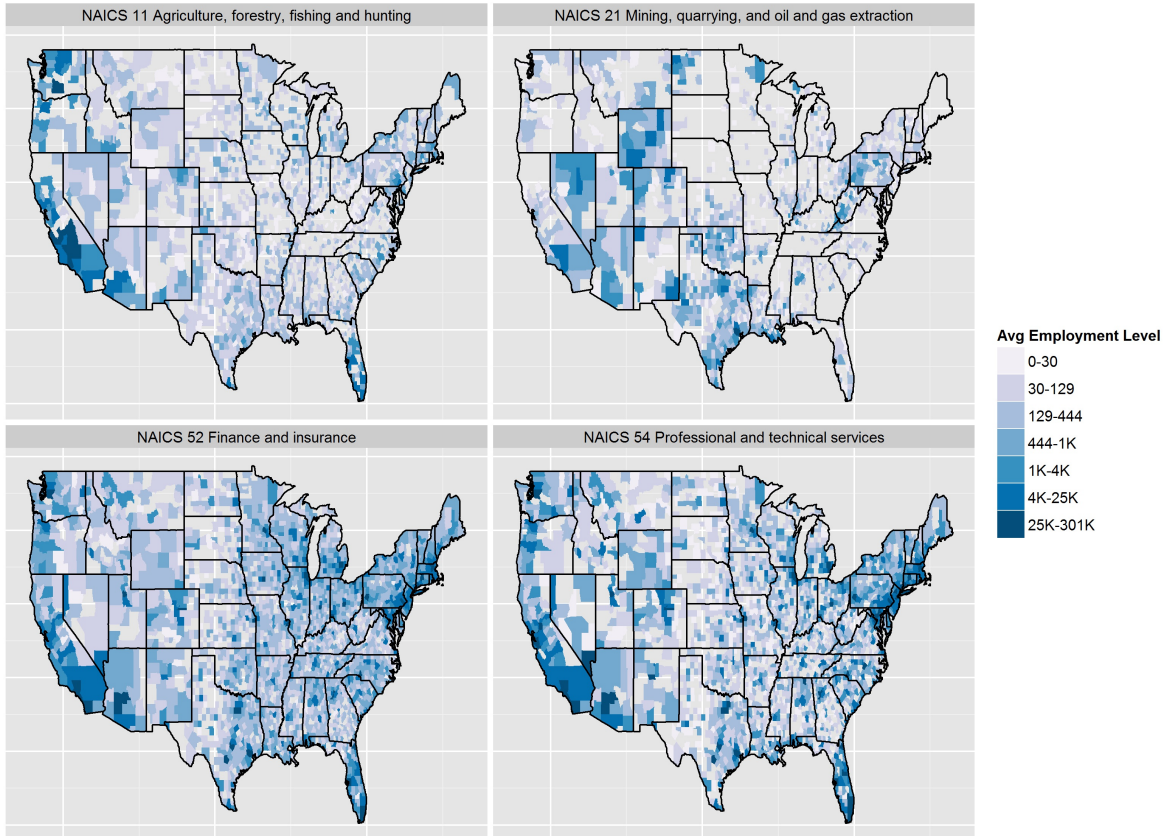 NAICS 11 Agriculture, forestry, fishing and hunting
NAICS 21 Mining, quarrying, and oil and gas extraction
NAICS 52 Finance and insurance
NAICS 54 Professional and technical services
Avg Employment Level
0-30
30-129
129-444
444-1K
1K-4K
4K-25K
25K-301K